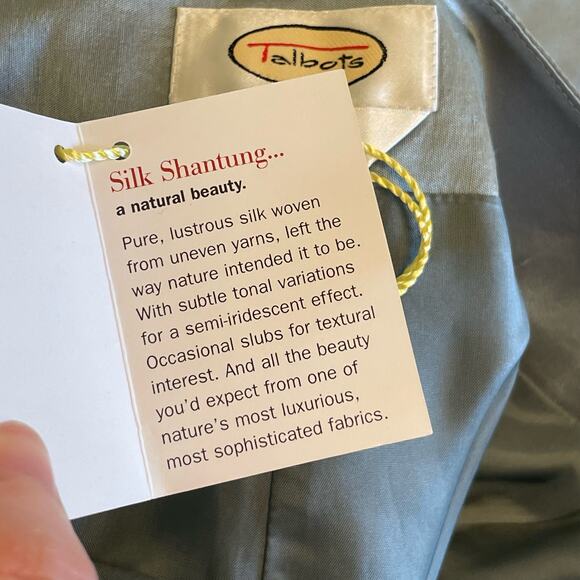 Talbots
Silk Shantung...
a natural beauty.
Pure, lustrous silk woven
from uneven yarns, left the
way nature intended it to be.
With subtle tonal variations
for a semi-iridescent effect.
Occasional slubs for textural
interest. And all the beauty
you'd expect from one of
nature's most luxurious,
most sophisticated fabrics.